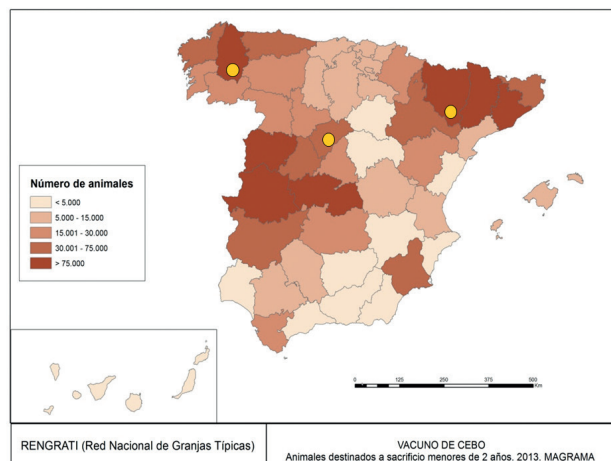 Número de animales
< 5.000
5.000 - 15.000
15.001 - 30.000
30.001 - 75.000
> 75.000
0 125 250 375 500
Km
RENGRATI (Red Nacional de Granjas Típicas)
VACUNO DE CEBO
Animales destinados a sacrificio menores de 2 años. 2013. MAGRAMA